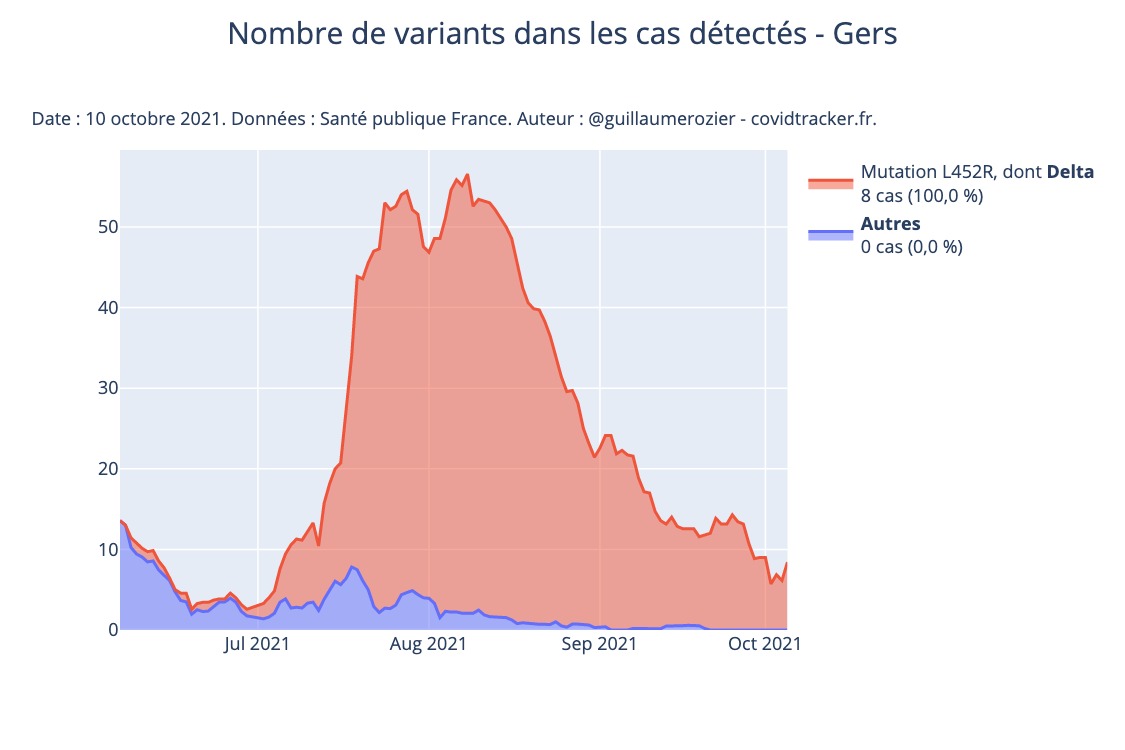 Nombre de variants dans les cas détectés - Gers
Date : 10 octobre 2021. Données : Santé publique France. Auteur : @guillaumerozier - covidtracker.fr.
Mutation L452R, dont Delta
8 cas (100,0 %)
Autres
0 cas (0,0 %)
50
40
30
20
10
0
Jul 2021
Aug 2021
Sep 2021
Oct 2021